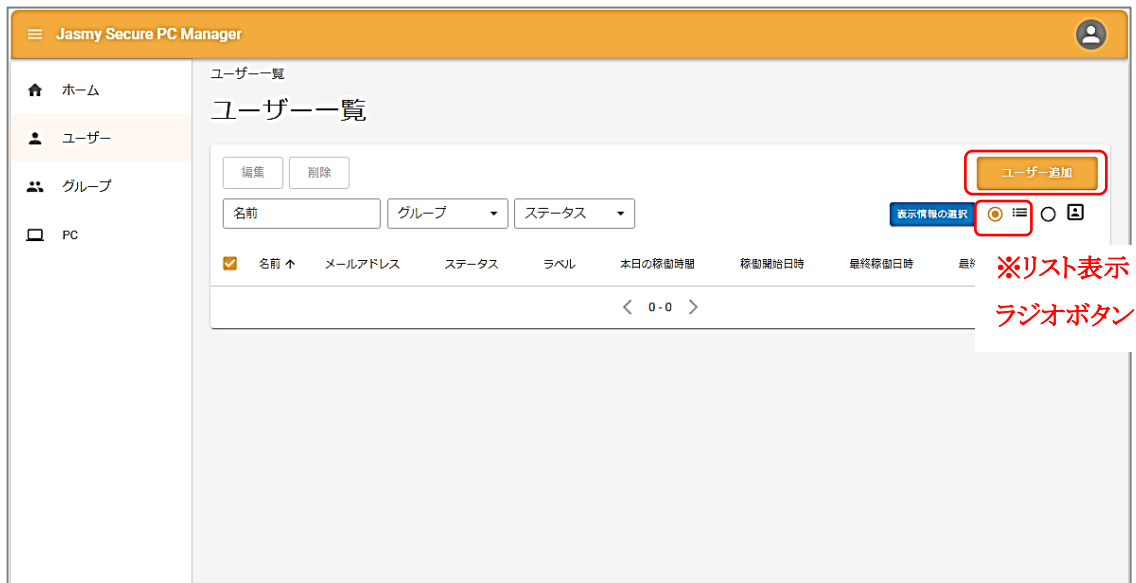 Jasmy Secure PC Manager
ホーム
ユーザー
グループ
PC
ユーザー一覧
ユーザー一覧
編集 削除 ユーザー追加
名前 グループ ステータス 表示情報の選択
名前 メールアドレス ステータス ラベル 本日の稼働時間 稼働開始日時 最終稼働日時 最終
0 - 0
※リスト表示
ラジオボタン